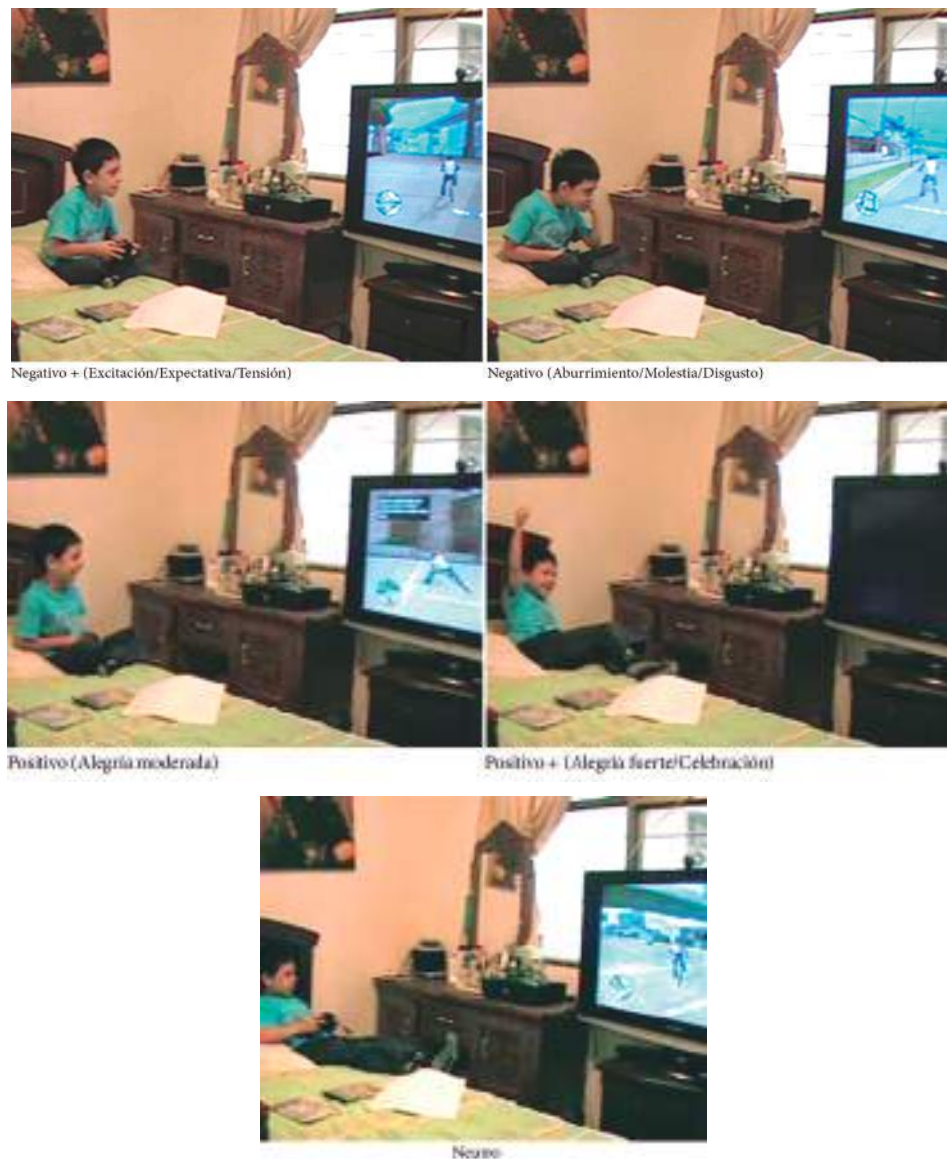 Negativo + (Excitación/Expectativa/Tensión)
Negativo (Aburrimiento/Molestia/Disgusto)
Positivo (Alegría moderada)
Positivo + (Alegría fuerte/Celebración)
Neutro